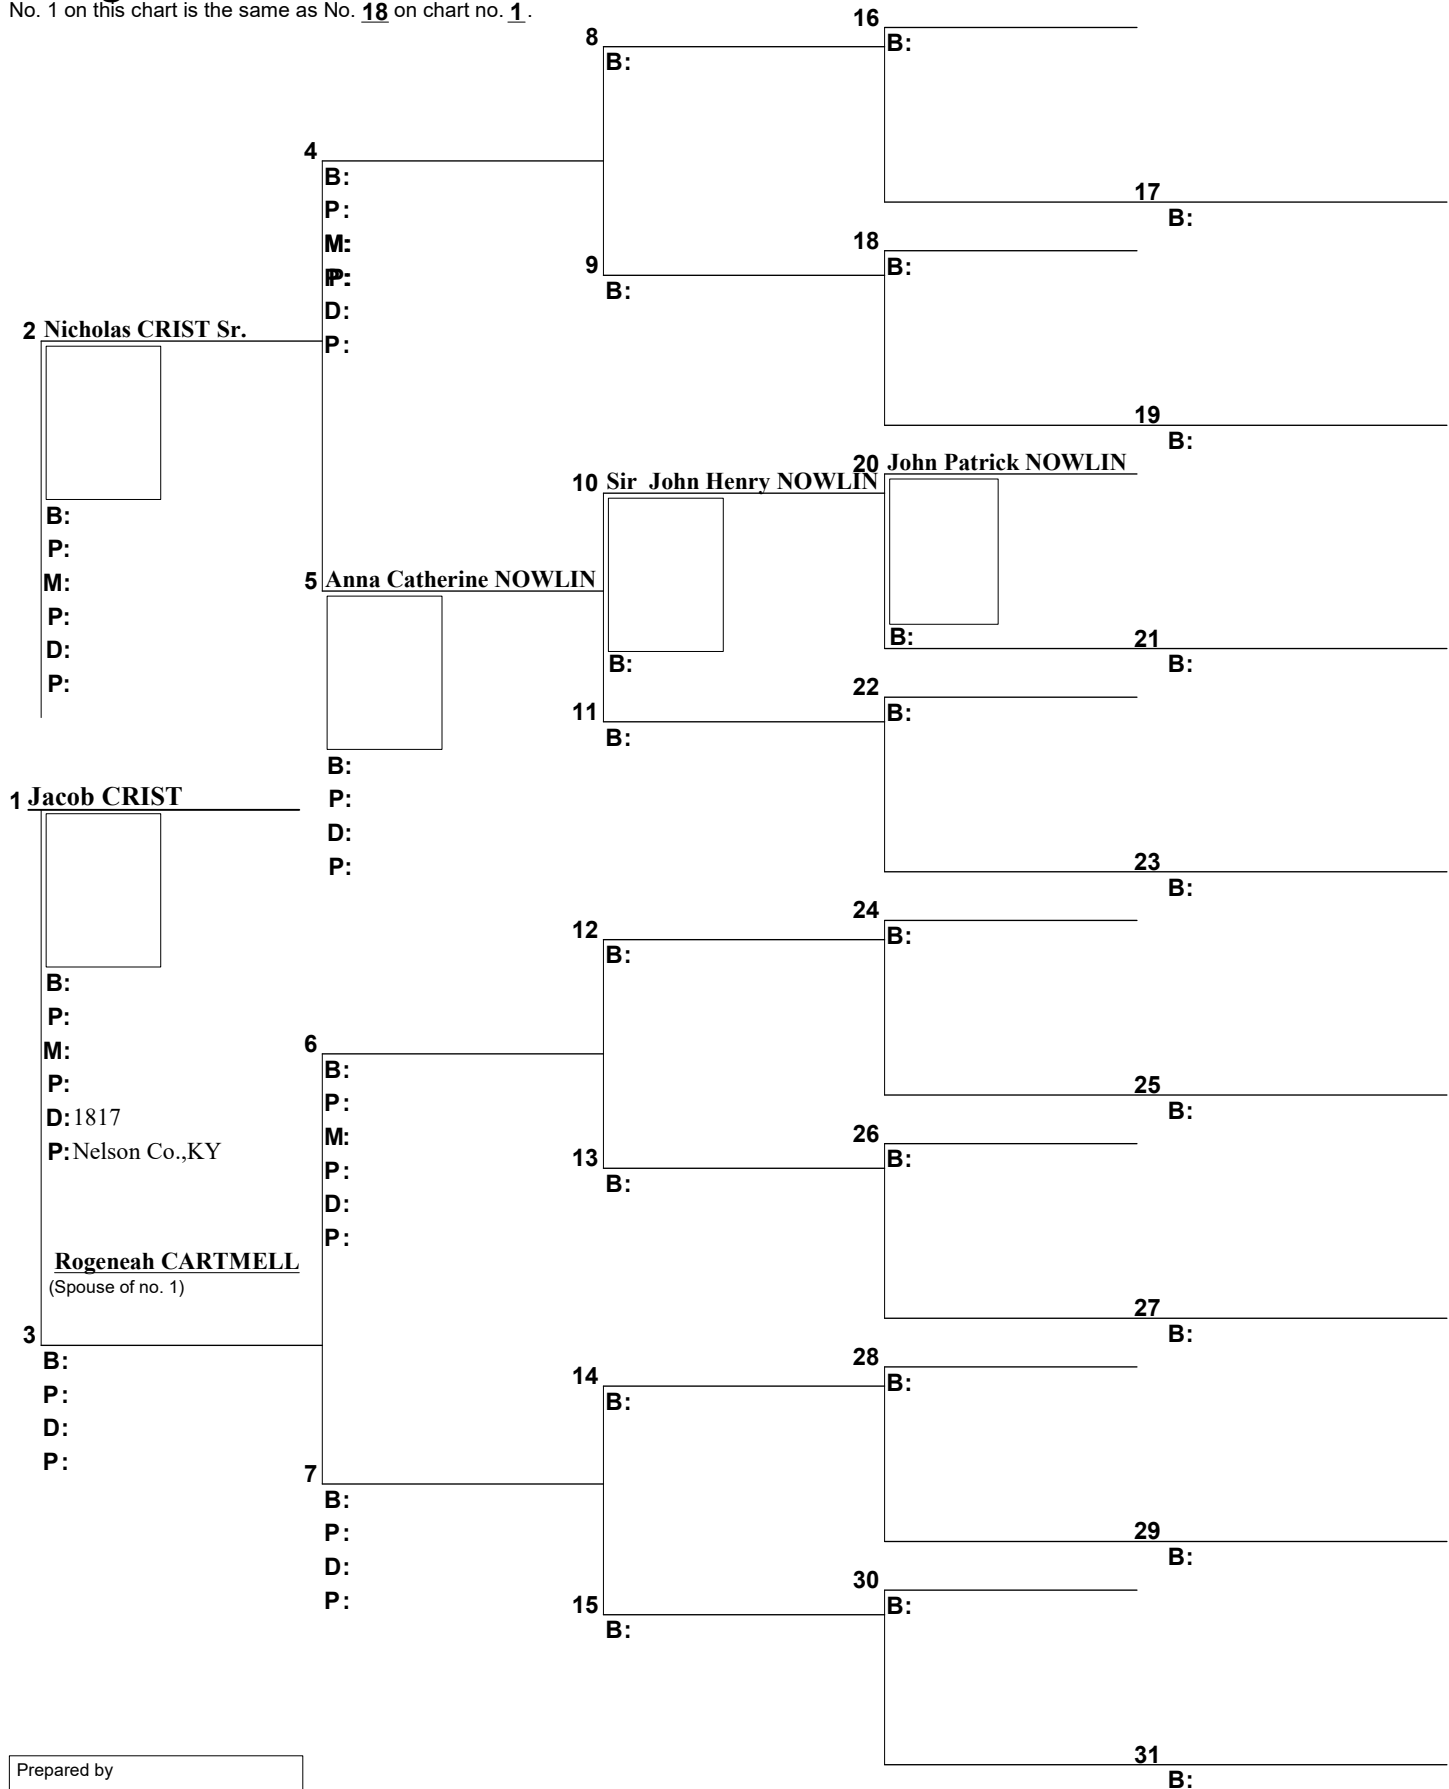 No. 1 on this chart is the same as No. 18 on chart no. 1.
16
B:
8
B:
17
B:
4
B:
P:
M:
P:
D:
P:
18
B:
9
B:
19
B:
2 Nicholas CRIST Sr.
B:
P:
M:
P:
D:
P:
20 John Patrick NOWLIN
B:
10 Sir John Henry NOWLIN
B:
21
B:
5 Anna Catherine NOWLIN
B:
P:
D:
P:
22
B:
11
B:
23
B:
1 Jacob CRIST
B:
P:
M:
P:
D: 1817
P: Nelson Co.,KY
Rogeneah CARTMELL
(Spouse of no. 1)
24
B:
12
B:
25
B:
6
B:
P:
M:
P:
D:
P:
26
B:
13
B:
27
B:
3
B:
P:
D:
P:
28
B:
14
B:
29
B:
7
B:
P:
D:
P:
30
B:
15
B:
31
B:
Prepared by